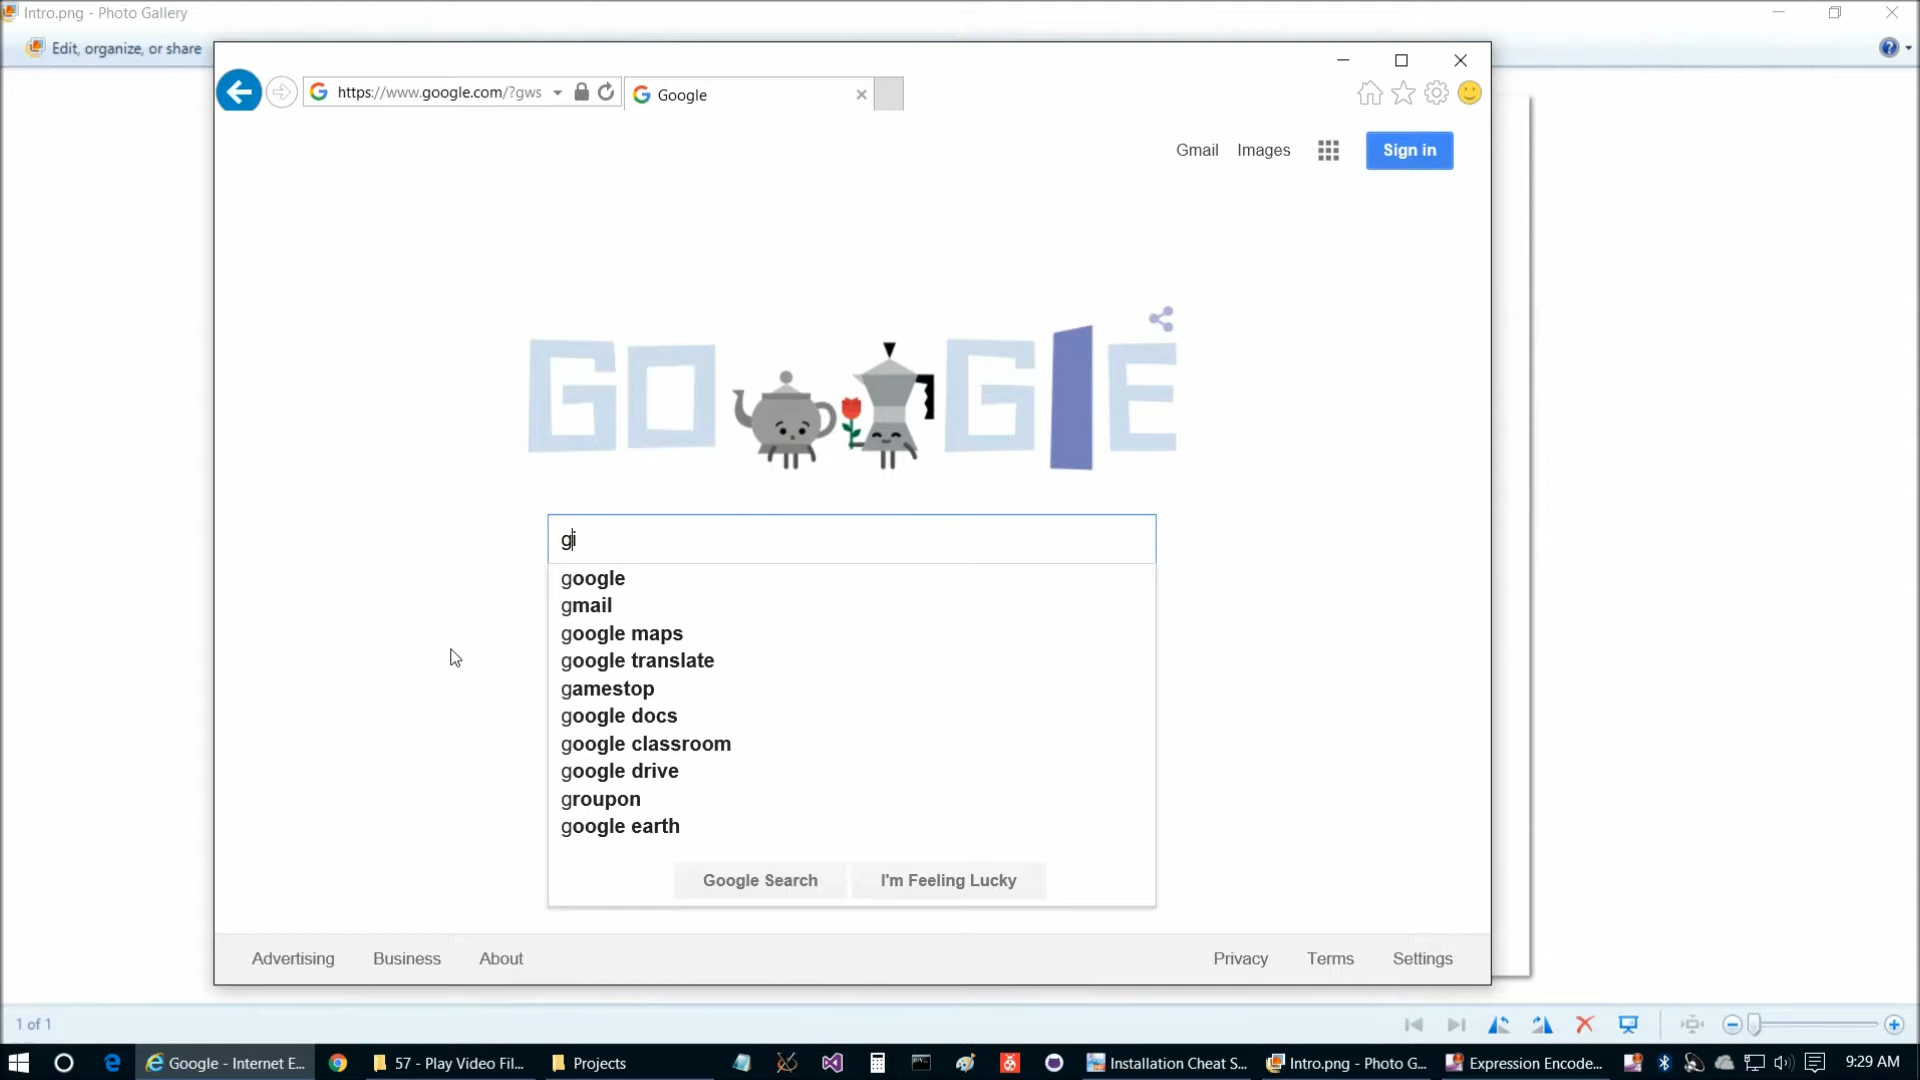 Intro.png - Photo Gallery
Edit, organize, or share
https://www.google.com/?gws
Google
Gmail
Images
Sign in
GOGLE
gi
google
gmail
google maps
google translate
gamestop
google docs
google classroom
google drive
groupon
google earth
Google Search
I'm Feeling Lucky
Advertising
Business
About
Privacy
Terms
Settings
1 of 1
Google - Internet E...
57 - Play Video Fil...
Projects
Installation Cheat S...
Intro.png - Photo G...
Expression Encode...
9:29 AM